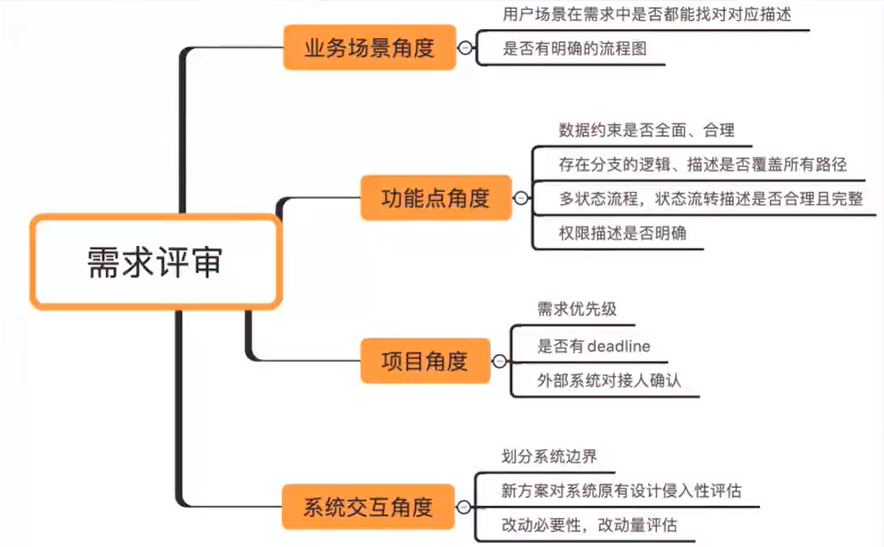 需求评审
业务场景角度
用户场景在需求中是否都能找对对应描述
是否有明确的流程图
功能点角度
数据约束是否全面、合理
存在分支的逻辑、描述是否覆盖所有路径
多状态流程，状态流转描述是否合理且完整
权限描述是否明确
项目角度
需求优先级
是否有deadline
外部系统对接人确认
系统交互角度
划分系统边界
新方案对系统原有设计侵入性评估
改动必要性，改动量评估